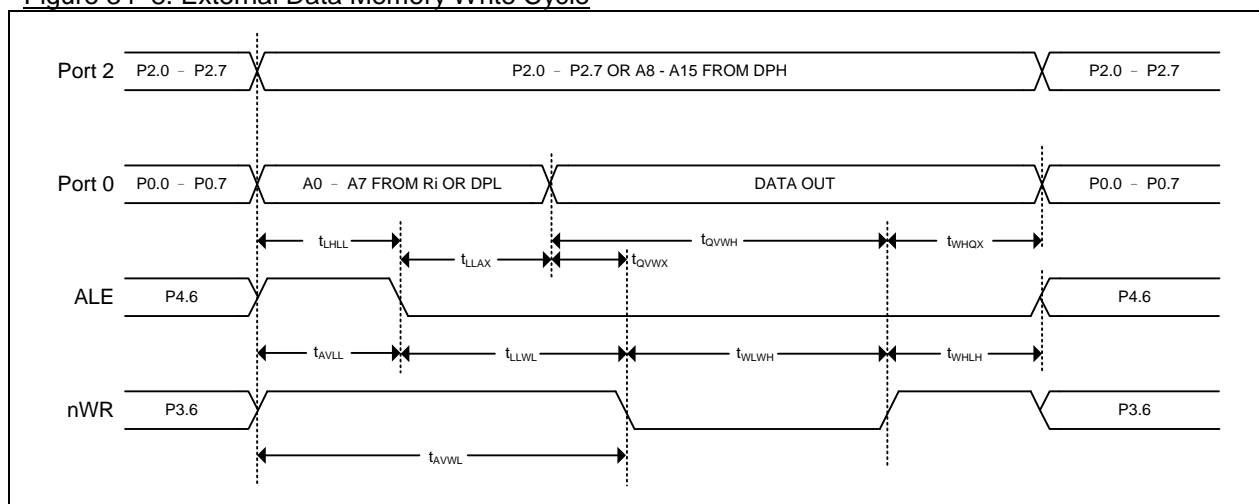 External Data Memory Write Cycle
Port 2 P2.0 – P2.7 P2.0 – P2.7 OR A8 - A15 FROM DPH P2.0 – P2.7
Port 0 P0.0 – P0.7 A0 – A7 FROM Ri OR DPL DATA OUT P0.0 – P0.7
tLHLL tQVWH tWHQX
tLLAX tQVWX
ALE P4.6 P4.6
tAVLL tLLWL tWLWH tWHLH
nWR P3.6 P3.6
tAVWL